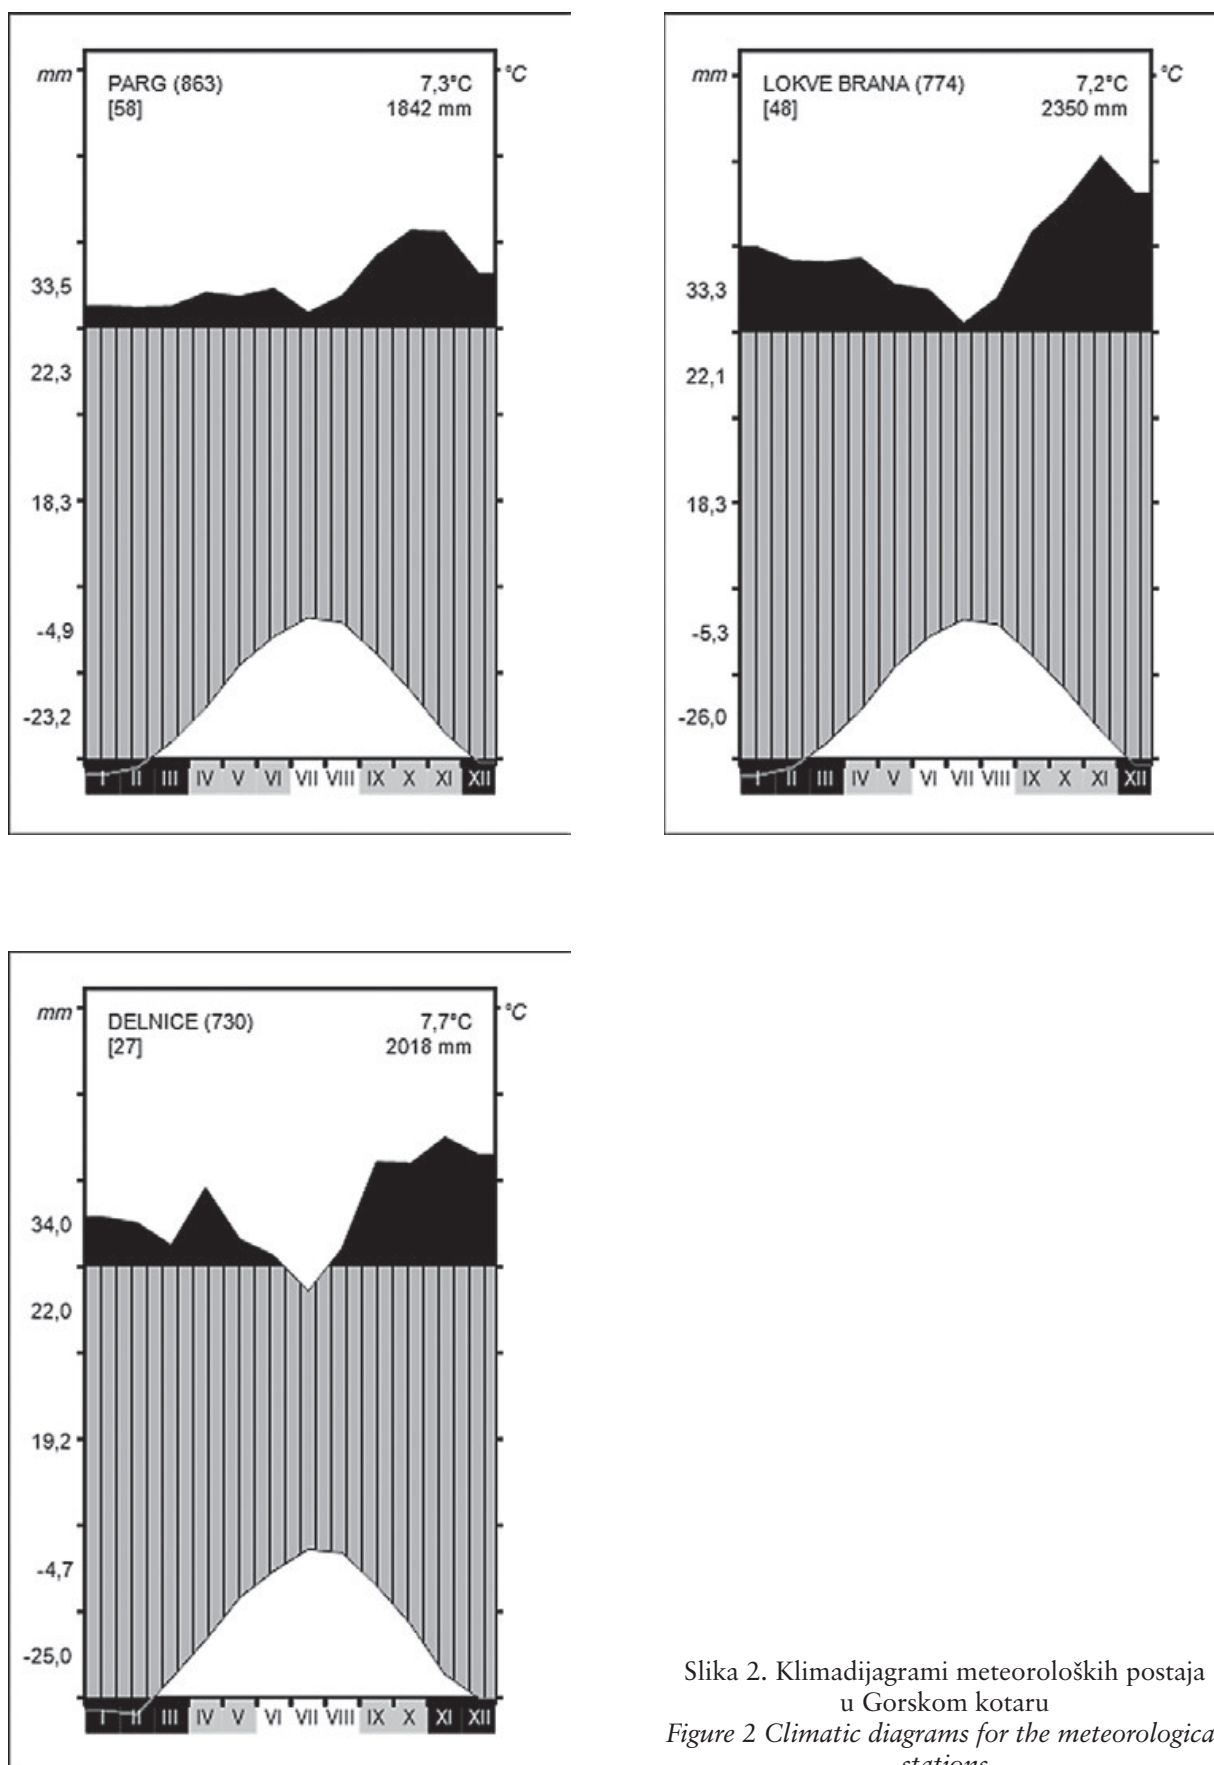 mm °C
PARG (863) 7,3°C
[58] 1842 mm
33,5
22,3
18,3
-4,9
-23,2
I II III IV V VI VII VIII IX X XI XII
mm °C
LOKVE BRANA (774) 7,2°C
[48] 2350 mm
33,3
22,1
18,3
-5,3
-26,0
I II III IV V VI VII VIII IX X XI XII
mm °C
DELNICE (730) 7,7°C
[27] 2018 mm
34,0
22,0
19,2
-4,7
-25,0
I II III IV V VI VII VIII IX X XI XII
Slika 2. Klimadijagrami meteoroloških postaja
u Gorskom kotaru
Figure 2 Climatic diagrams for the meteorologica
stations